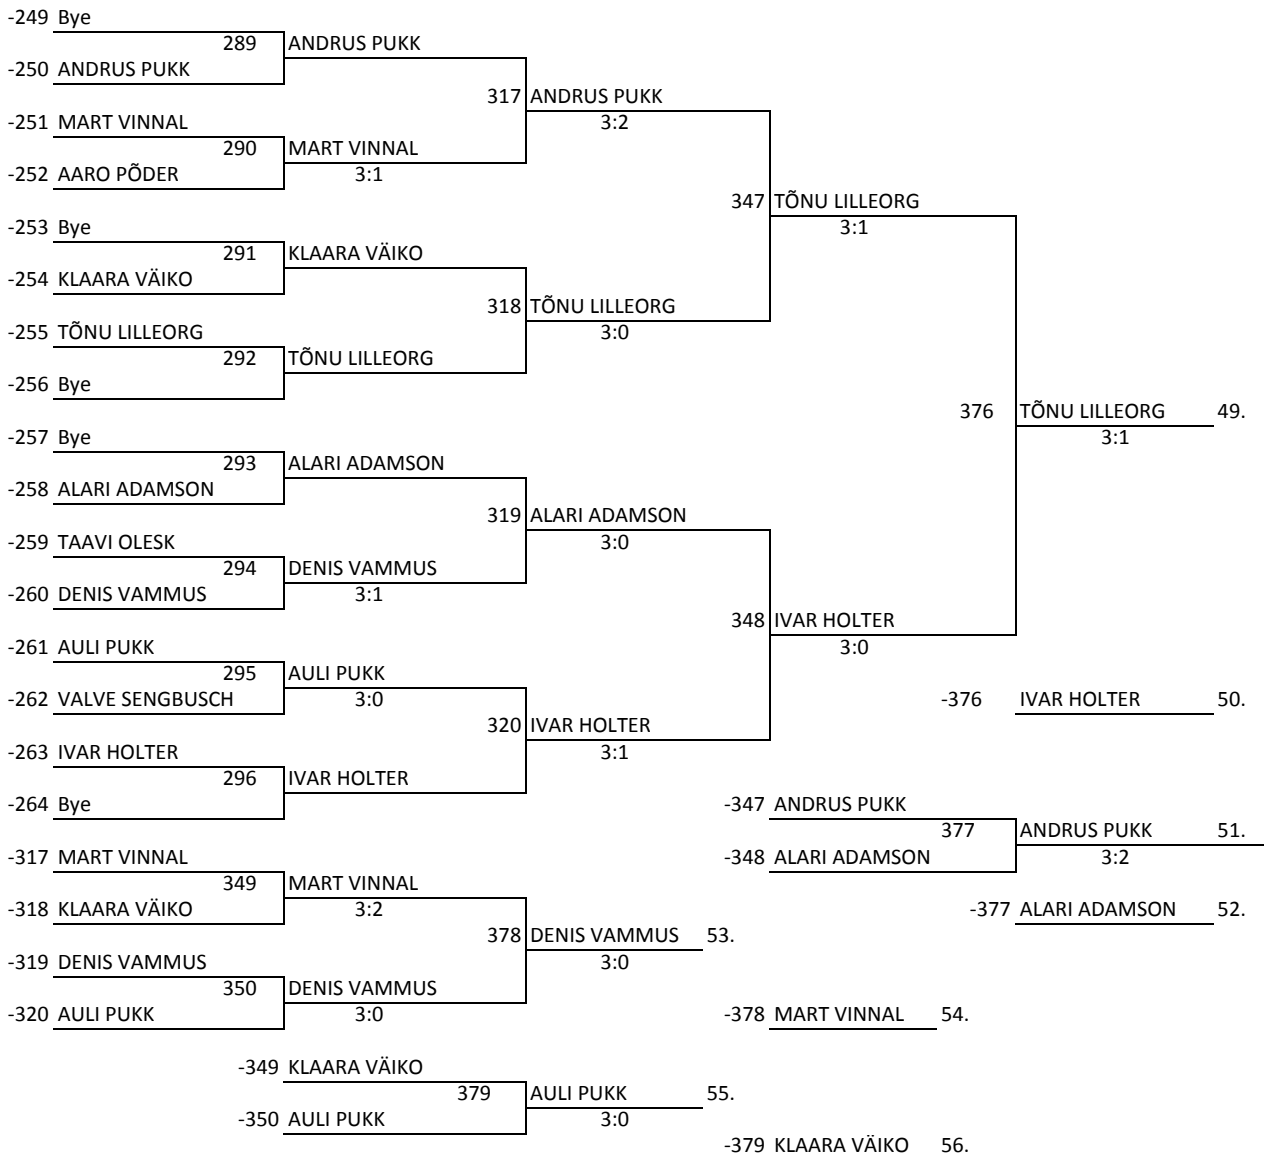 -249 Bye
289 ANDRUS PUKK
-250 ANDRUS PUKK
317 ANDRUS PUKK
3:2
-251 MART VINNAL
290 MART VINNAL
-252 AARO PÕDER 3:1
347 TÕNU LILLEORG
3:1
-253 Bye
291 KLAARA VÄIKO
-254 KLAARA VÄIKO
318 TÕNU LILLEORG
3:0
-255 TÕNU LILLEORG
292 TÕNU LILLEORG
-256 Bye
376 TÕNU LILLEORG 49.
3:1
-257 Bye
293 ALARI ADAMSON
-258 ALARI ADAMSON
319 ALARI ADAMSON
3:0
-259 TAAVI OLESK
294 DENIS VAMMUS
-260 DENIS VAMMUS 3:1
348 IVAR HOLTER
3:0
-261 AULI PUKK
295 AULI PUKK
-262 VALVE SENGBUSCH 3:0
-376 IVAR HOLTER 50.
320 IVAR HOLTER
3:1
-263 IVAR HOLTER
296 IVAR HOLTER
-264 Bye
-347 ANDRUS PUKK
377 ANDRUS PUKK 51.
-348 ALARI ADAMSON 3:2
-317 MART VINNAL
349 MART VINNAL
-318 KLAARA VÄIKO 3:2
-377 ALARI ADAMSON 52.
378 DENIS VAMMUS 53.
3:0
-319 DENIS VAMMUS
350 DENIS VAMMUS
-320 AULI PUKK 3:0
-378 MART VINNAL 54.
-349 KLAARA VÄIKO
379 AULI PUKK 55.
-350 AULI PUKK 3:0
-379 KLAARA VÄIKO 56.